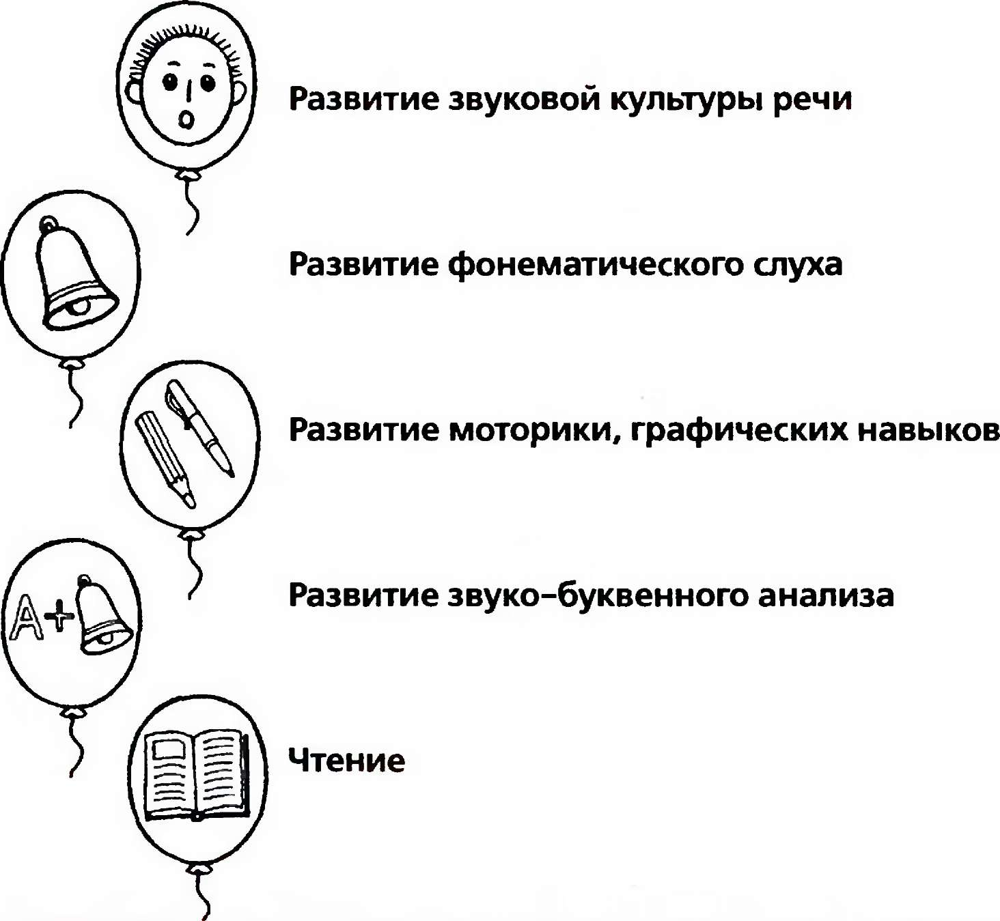 Развитие звуковой культуры речи
Развитие фонематического слуха
Развитие моторики, графических навыков
А+
Развитие звуко-буквенного анализа
Чтение